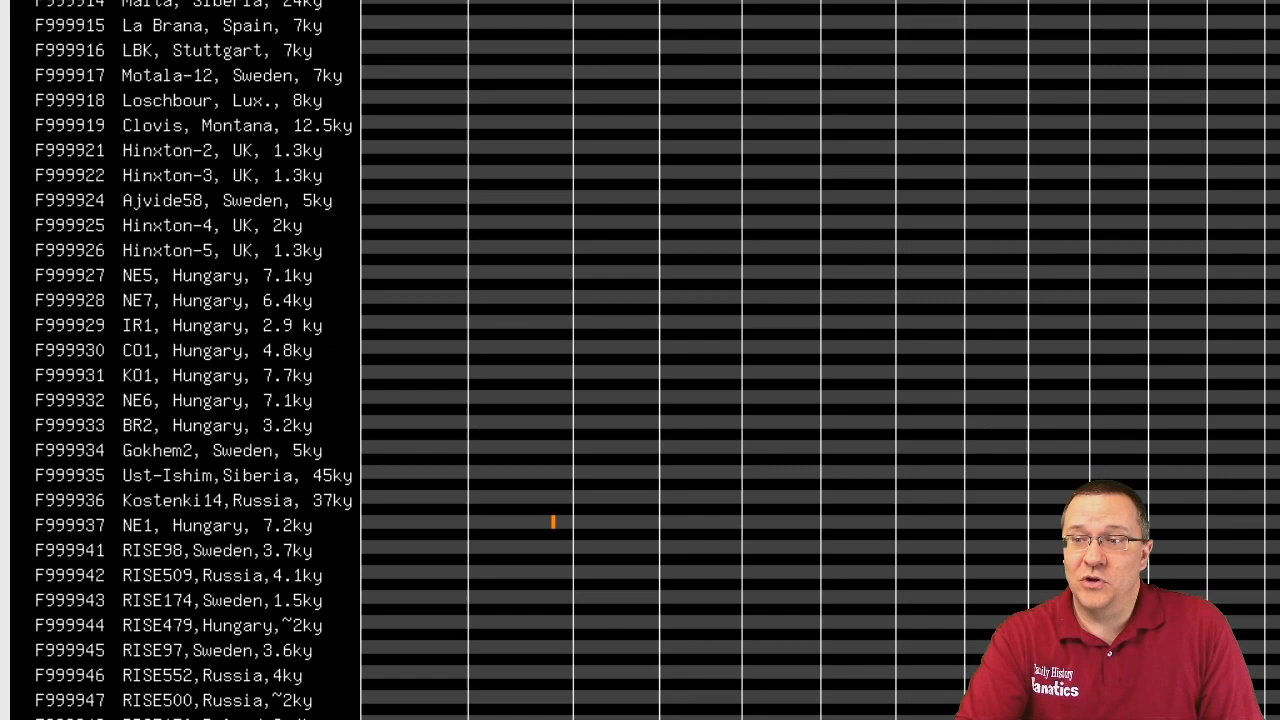 F999914 Malta, Siberia, 24ky
F999915 La Brana, Spain, 7ky
F999916 LBK, Stuttgart, 7ky
F999917 Motala-12, Sweden, 7ky
F999918 Loschbour, Lux., 8ky
F999919 Clovis, Montana, 12.5ky
F999921 Hinxton-2, UK, 1.3ky
F999922 Hinxton-3, UK, 1.3ky
F999924 Ajvide58, Sweden, 5ky
F999925 Hinxton-4, UK, 2ky
F999926 Hinxton-5, UK, 1.3ky
F999927 NE5, Hungary, 7.1ky
F999928 NE7, Hungary, 6.4ky
F999929 IR1, Hungary, 2.9 ky
F999930 CO1, Hungary, 4.8ky
F999931 KO1, Hungary, 7.7ky
F999932 NE6, Hungary, 7.1ky
F999933 BR2, Hungary, 3.2ky
F999934 Gokhem2, Sweden, 5ky
F999935 Ust-Ishim,Siberia, 45ky
F999936 Kostenki14,Russia, 37ky
F999937 NE1, Hungary, 7.2ky
F999941 RISE98,Sweden,3.7ky
F999942 RISE509,Russia,4.1ky
F999943 RISE174,Sweden,1.5ky
F999944 RISE479,Hungary,~2ky
F999945 RISE97,Sweden,3.6ky
F999946 RISE552,Russia,4ky
F999947 RISE500,Russia,~2ky
Family History
Fanatics